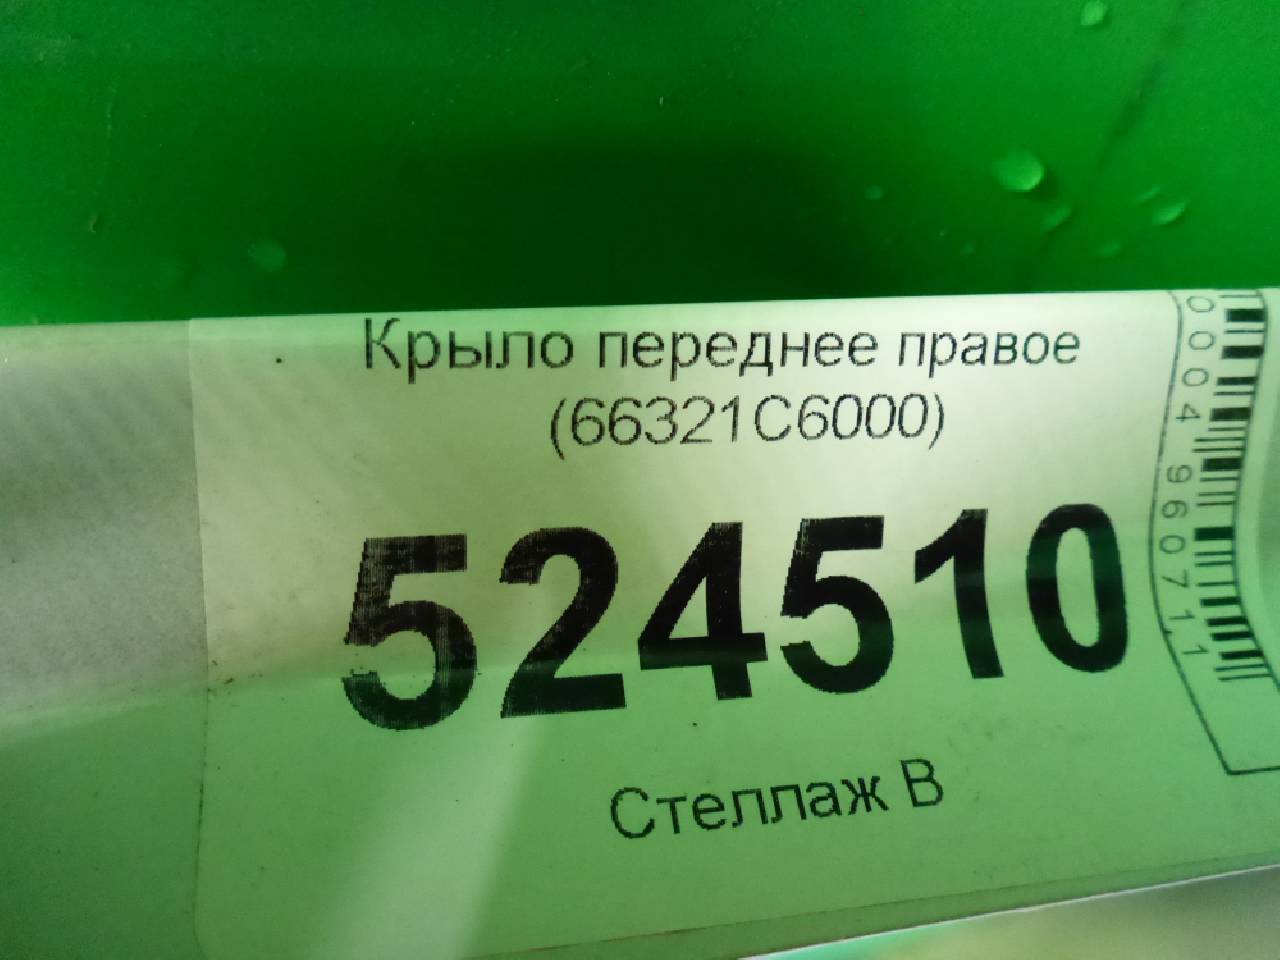 Крыло переднее правое
(66321C6000)
524510
Стеллаж В
0004960711